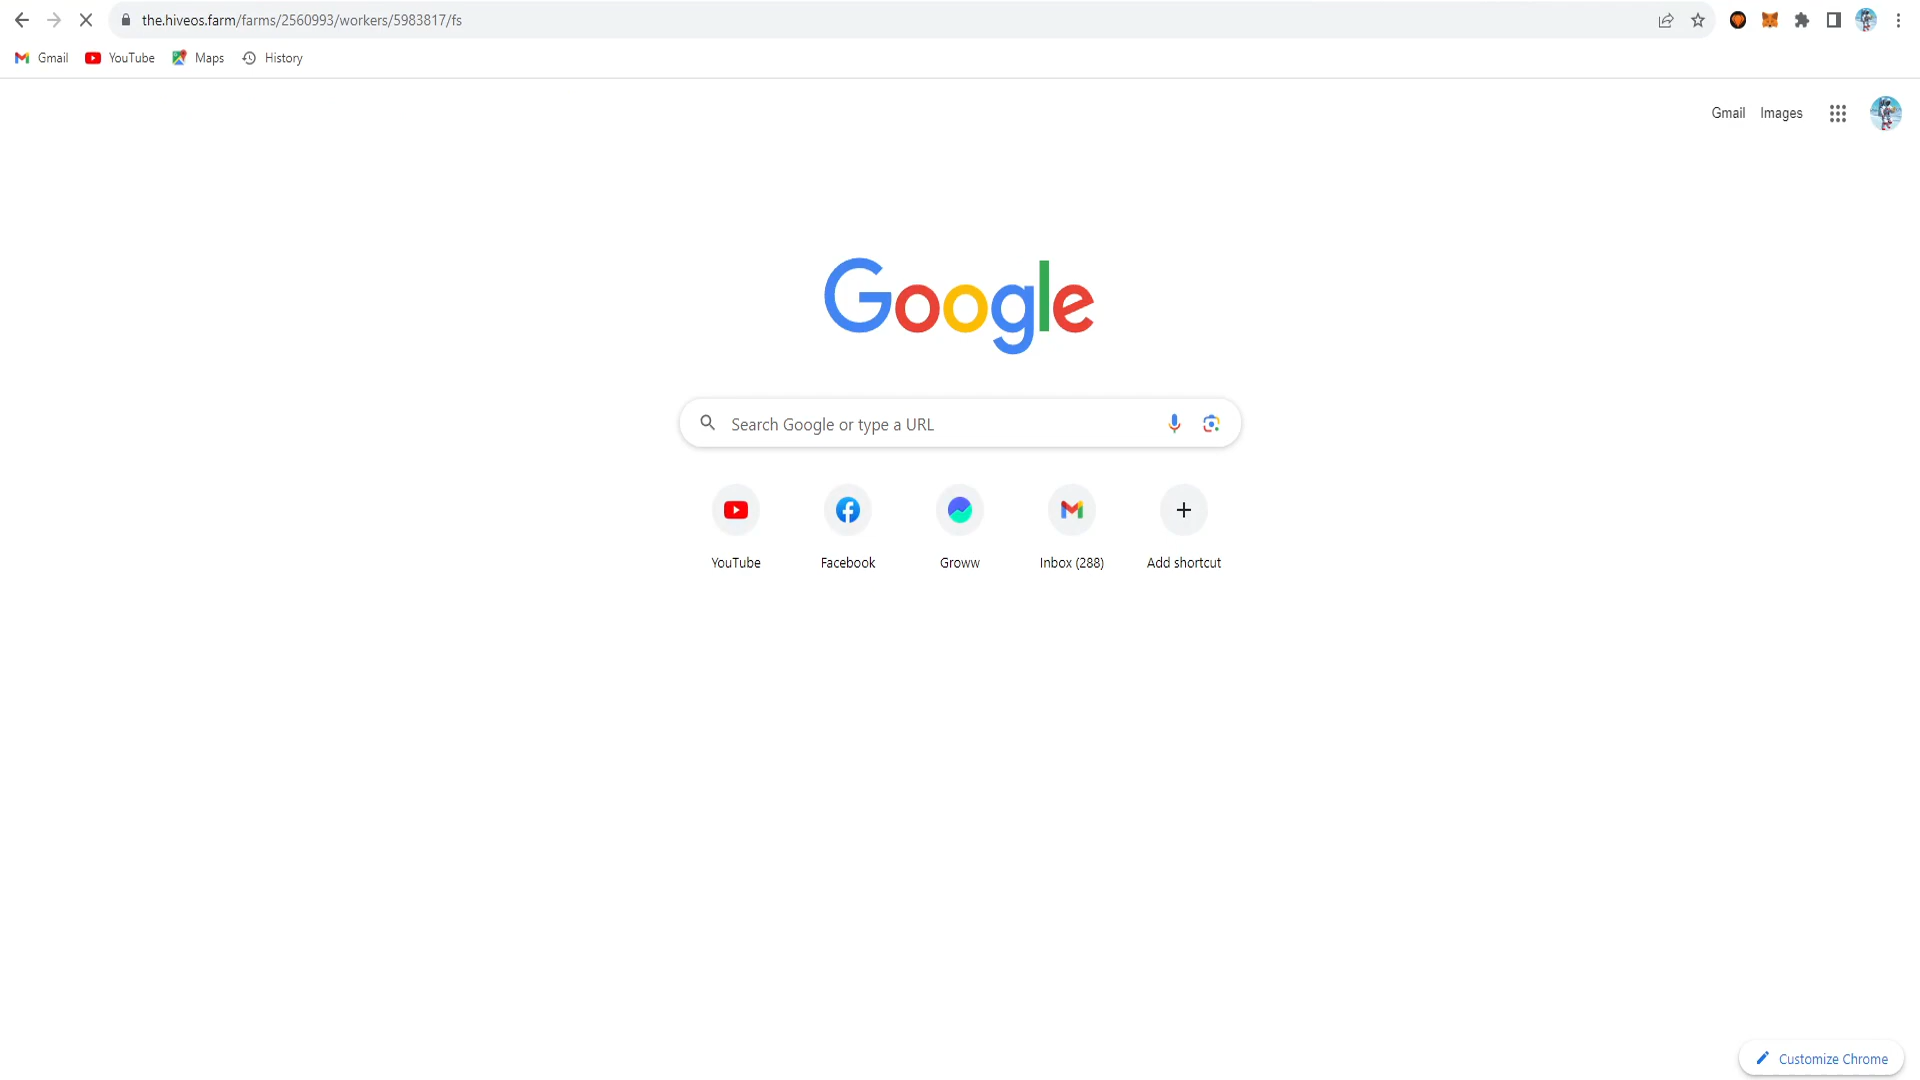 the.hiveos.farm/farms/2560993/workers/5983817/fs
Gmail YouTube Maps History
Gmail Images
Google
Search Google or type a URL
YouTube Facebook Groww Inbox (288) Add shortcut
Customize Chrome